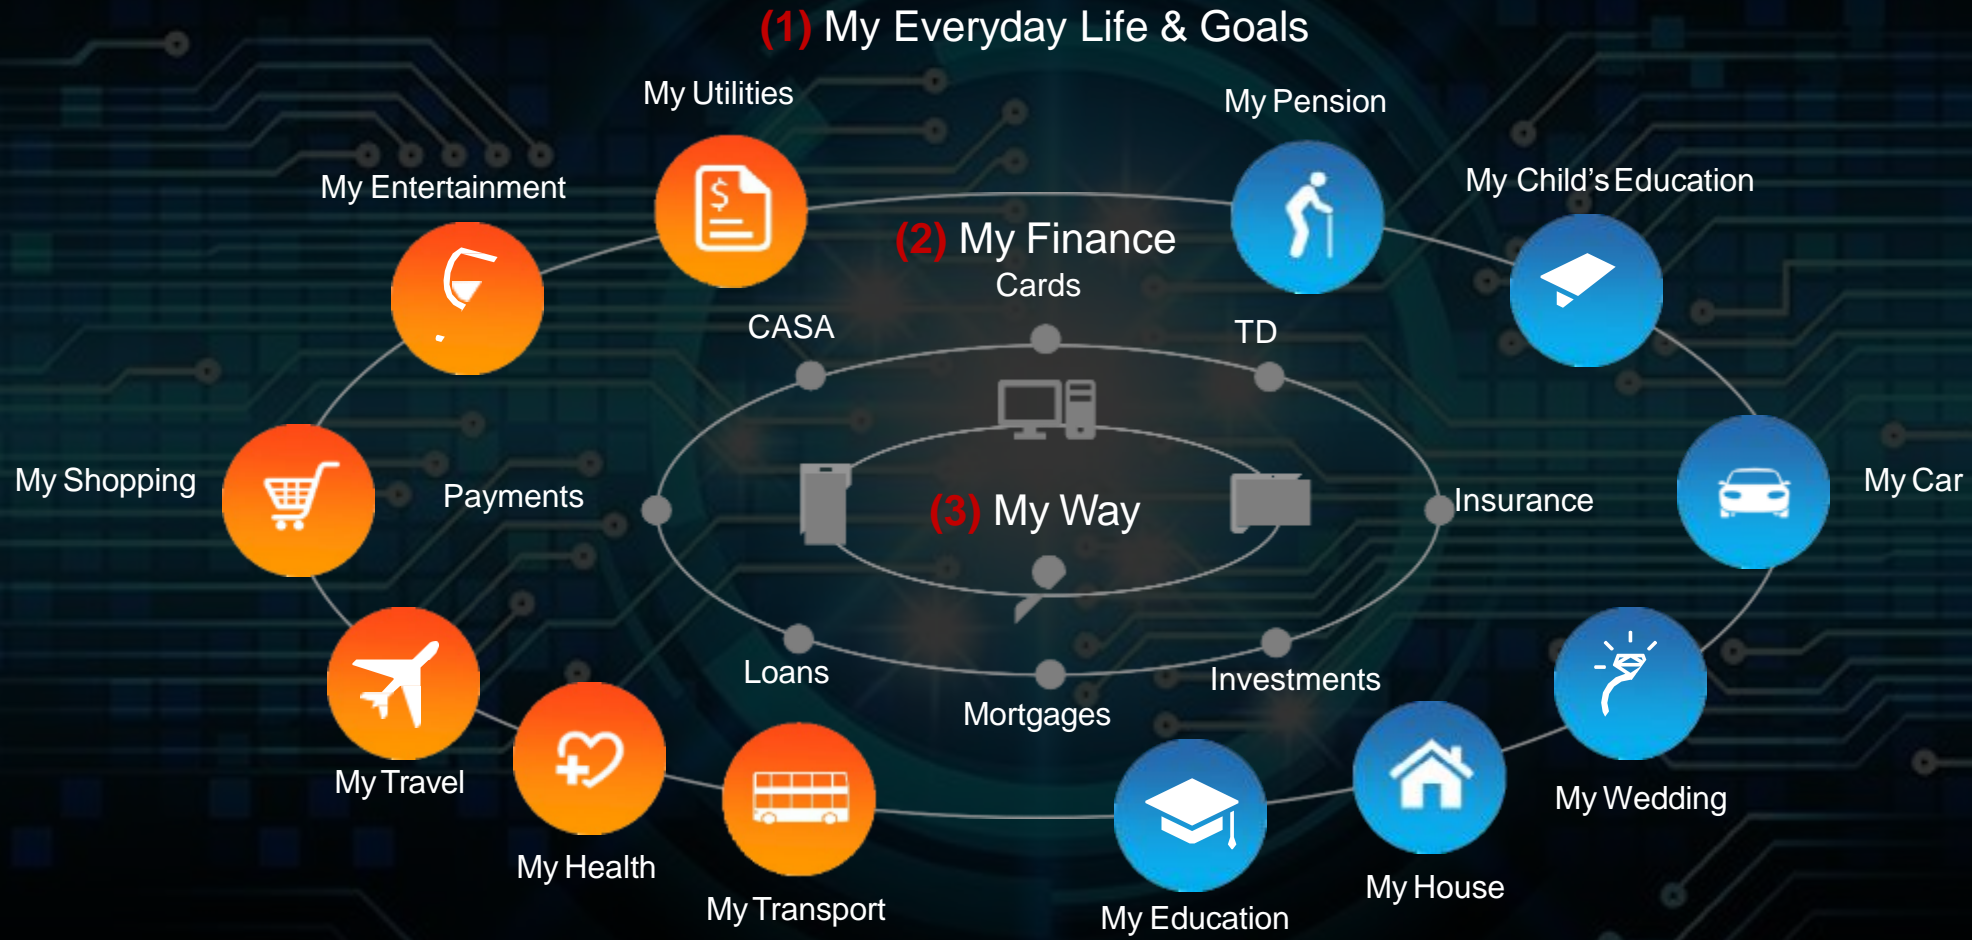 (1) My Everyday Life & Goals
My Utilities
My Pension
My Entertainment
My Child's Education
(2) My Finance
Cards
CASA
TD
My Shopping
Payments
(3) My Way
Insurance
My Car
Loans
Investments
Mortgages
My Travel
My Wedding
My Health
My House
My Transport
My Education
$